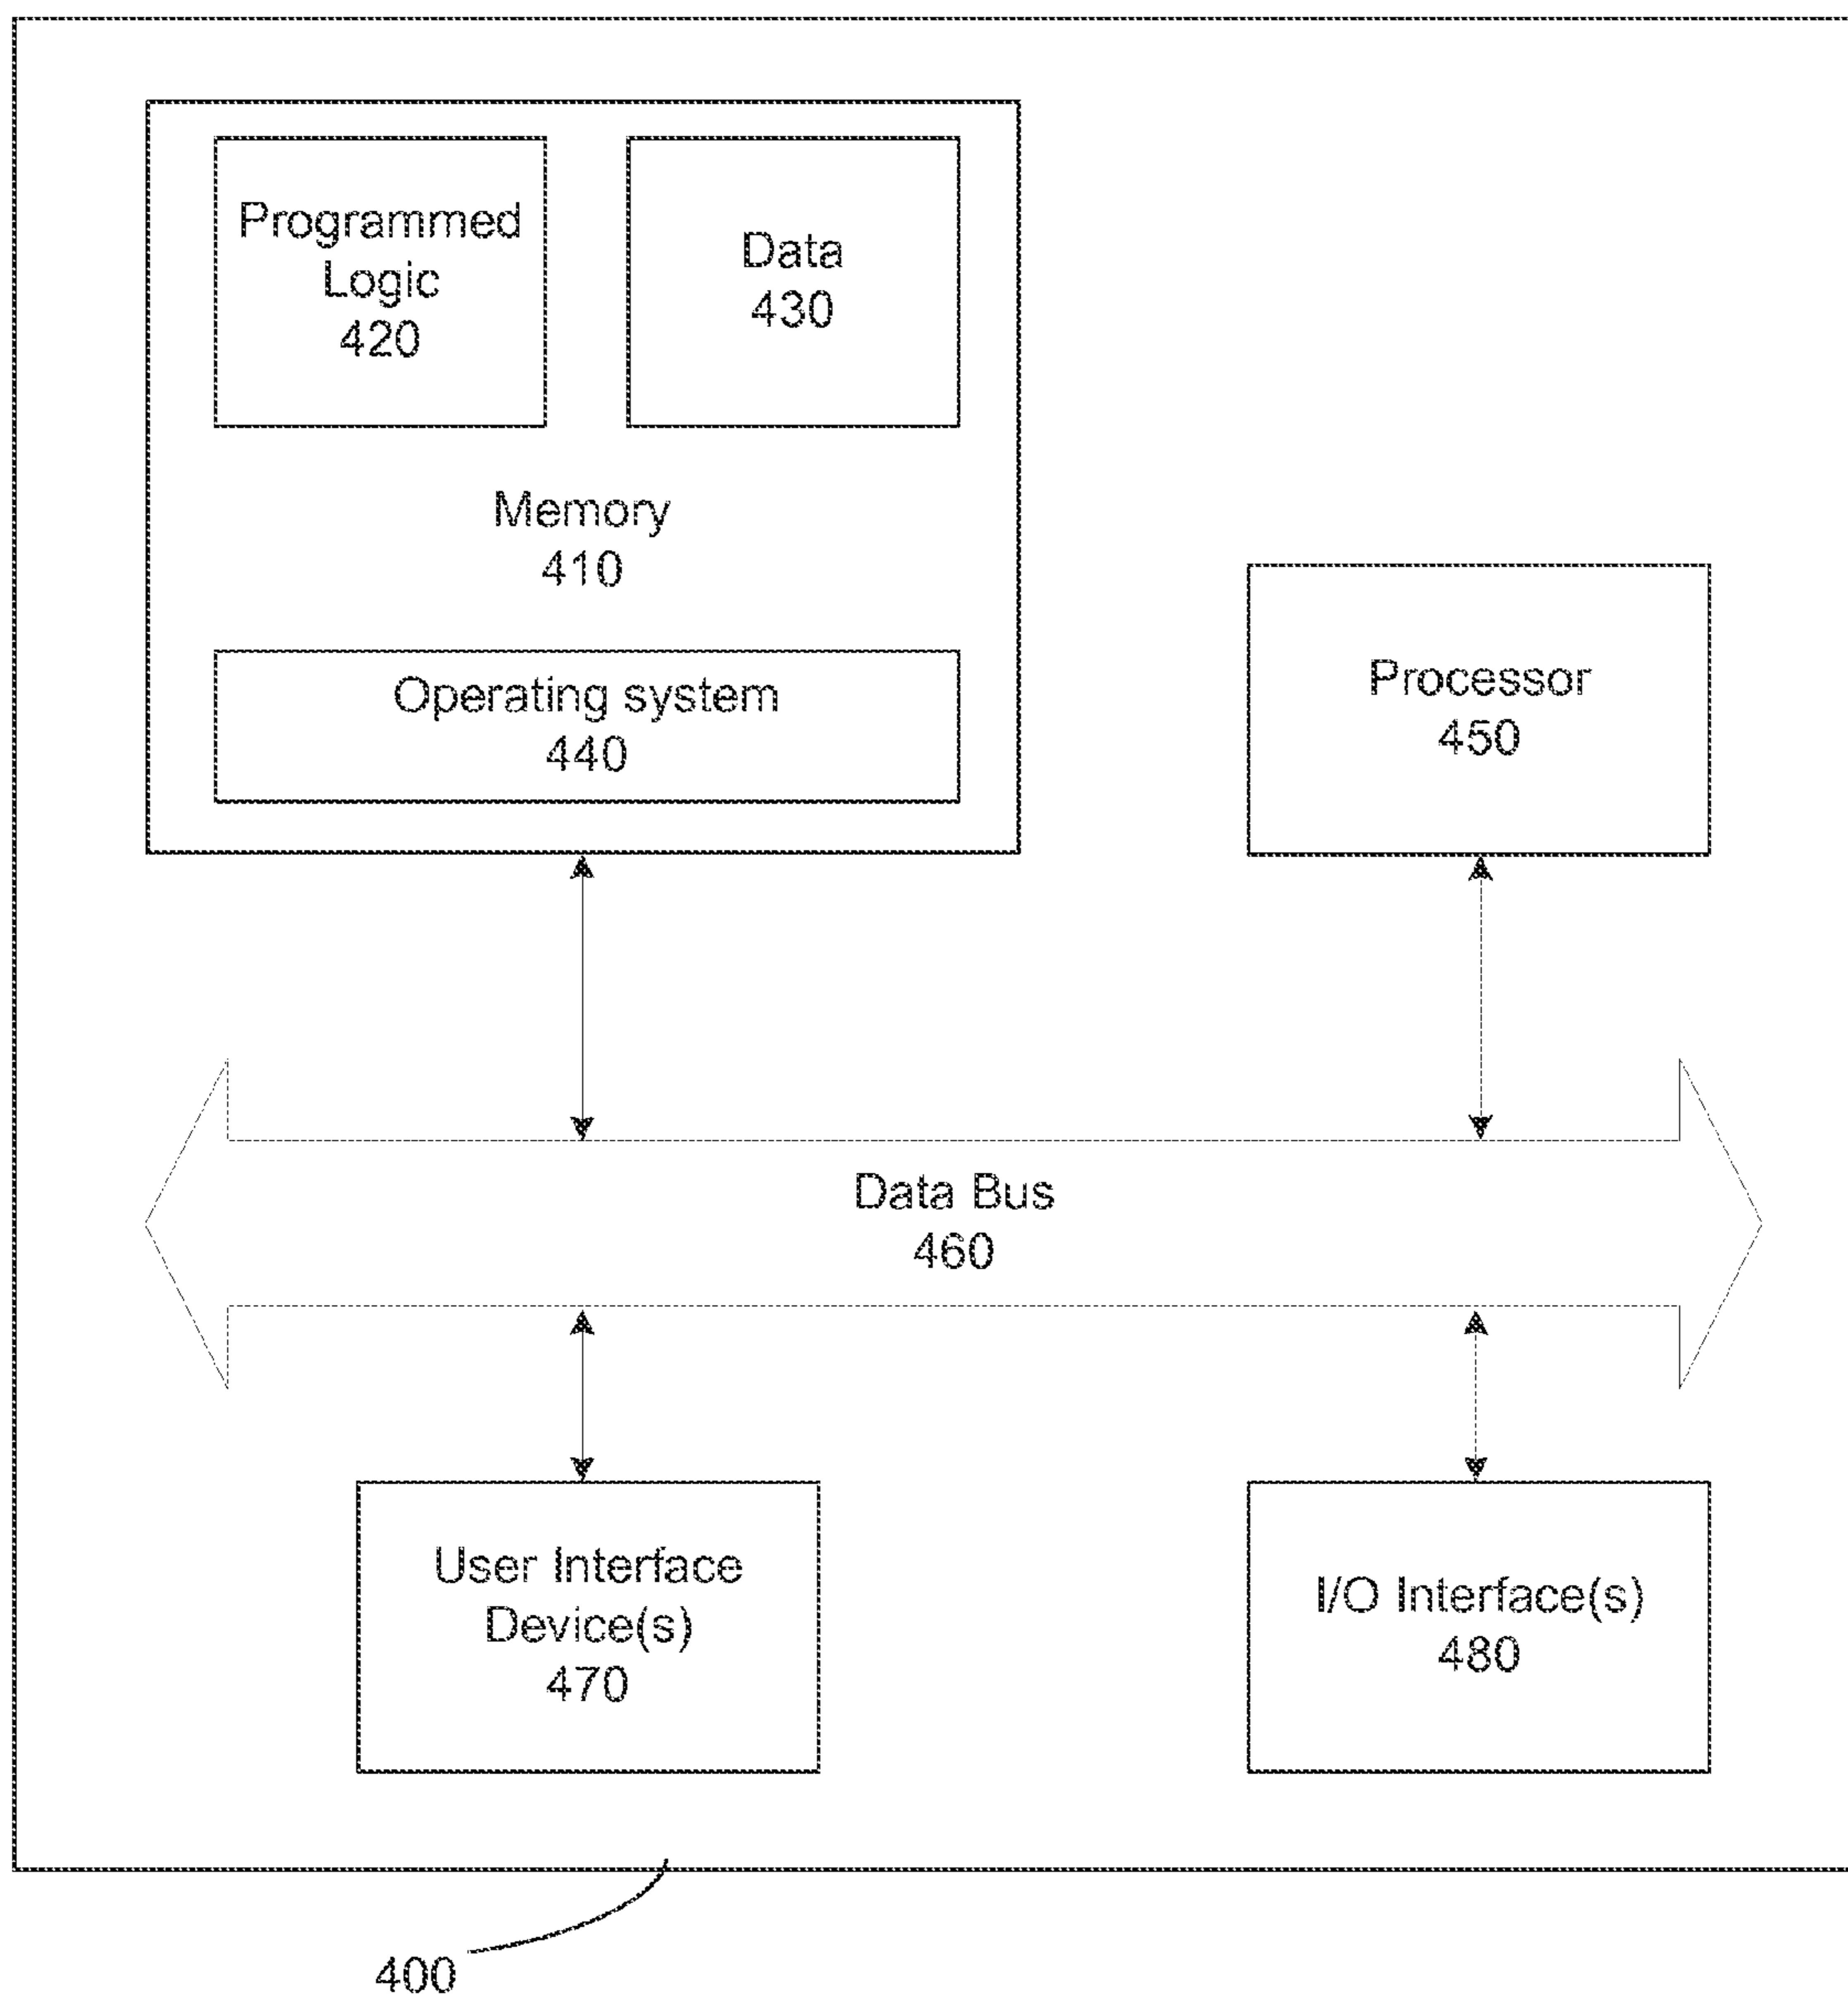 Programmed
Logic
420
Data
430
Memory
410
Operating system
440
Processor
450
Data Bus
460
User Interface
Device(s)
470
I/O Interface(s)
480
400